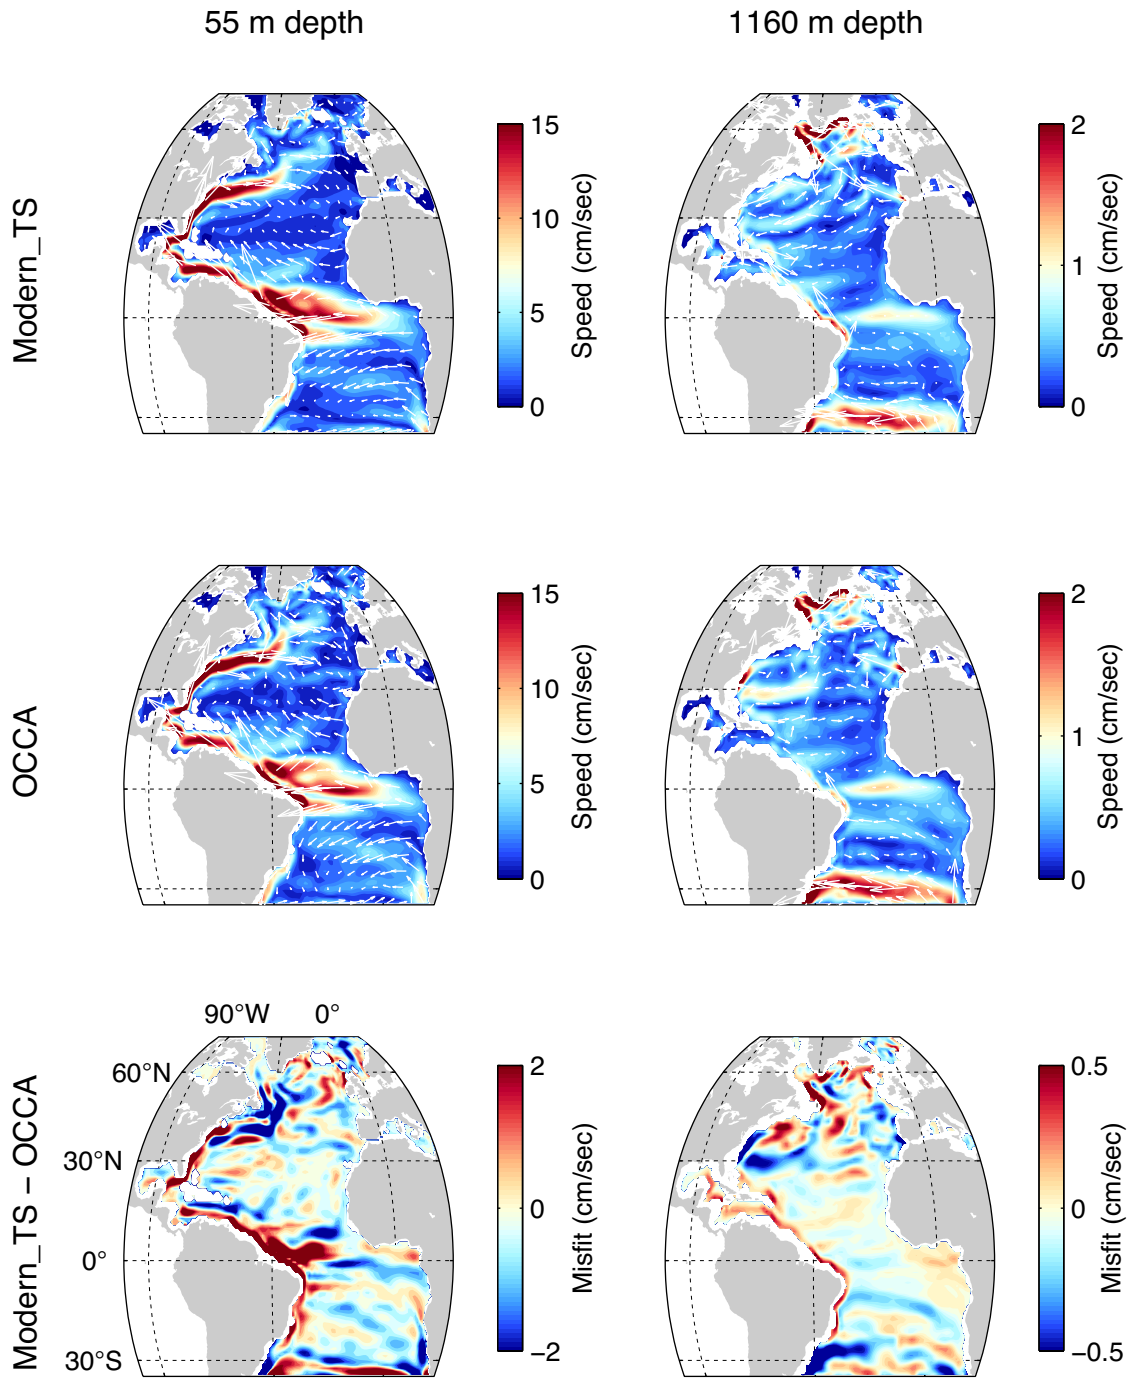 55 m depth
1160 m depth
Modern_TS
15
10
5
0
Speed (cm/sec)
2
1
0
Speed (cm/sec)
OCCA
15
10
5
0
Speed (cm/sec)
2
1
0
Speed (cm/sec)
Modern_TS − OCCA
90°W 0°
60°N
30°N
0°
30°S
2
0
−2
Misfit (cm/sec)
0.5
0
−0.5
Misfit (cm/sec)